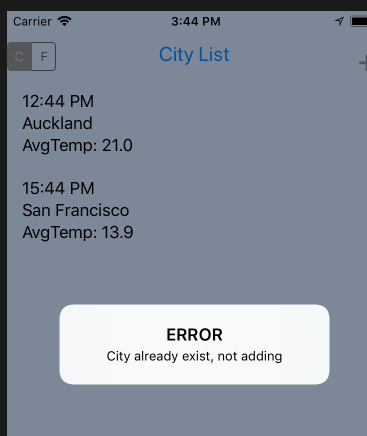 Carrier 3:44 PM
C F City List +
12:44 PM
Auckland
AvgTemp: 21.0
15:44 PM
San Francisco
AvgTemp: 13.9
ERROR
City already exist, not adding